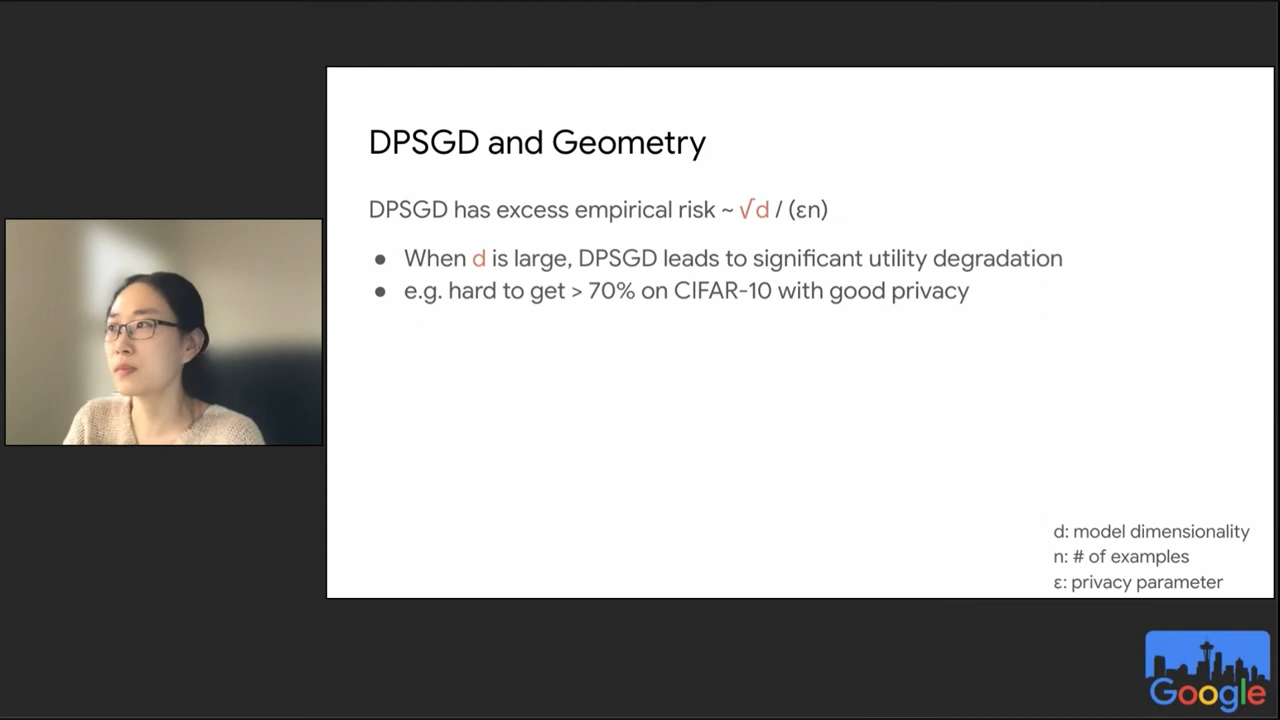 DPSGD and Geometry
DPSGD has excess empirical risk ~ √d / (εn)
● When d is large, DPSGD leads to significant utility degradation
● e.g. hard to get > 70% on CIFAR-10 with good privacy
d: model dimensionality
n: # of examples
ε: privacy parameter
Google